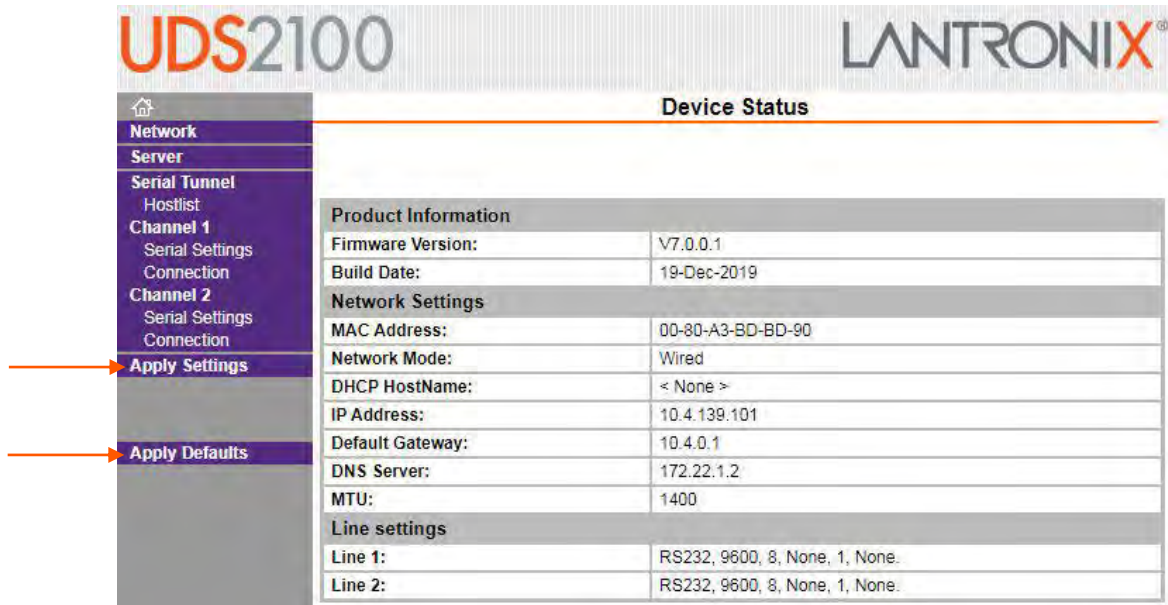 UDS2100
LANTRONIX®
Device Status
Network
Server
Serial Tunnel
Hostlist
Channel 1
Serial Settings
Connection
Channel 2
Serial Settings
Connection
Apply Settings
Apply Defaults
Product Information
Firmware Version: V7.0.0.1
Build Date: 19-Dec-2019
Network Settings
MAC Address: 00-80-A3-BD-BD-90
Network Mode: Wired
DHCP HostName: < None >
IP Address: 10.4.139.101
Default Gateway: 10.4.0.1
DNS Server: 172.22.1.2
MTU: 1400
Line settings
Line 1: RS232, 9600, 8, None, 1, None.
Line 2: RS232, 9600, 8, None, 1, None.